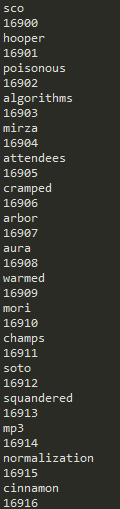 sco
16900
hooper
16901
poisonous
16902
algorithms
16903
mirza
16904
attendees
16905
cramped
16906
arbor
16907
aura
16908
warmed
16909
mori
16910
champs
16911
soto
16912
squandered
16913
mp3
16914
normalization
16915
cinnamon
16916